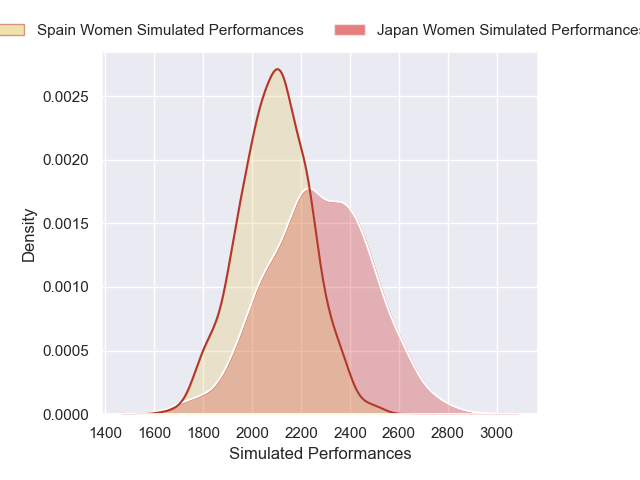 Spain Women Simulated Performances Japan Women Simulated Performances
0.0025
0.0020
0.0015
0.0010
0.0005
0.0000
Density
1400 1600 1800 2000 2200 2400 2600 2800 3000
Simulated Performances